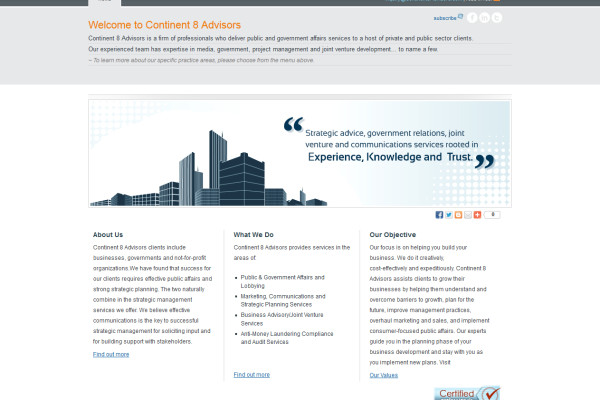 subscribe
Welcome to Continent 8 Advisors
Continent 8 Advisors is a firm of professionals who deliver public and government affairs services to a host of private and public sector clients.
Our experienced team has expertise in media, government, project management and joint venture development… to name a few.
~ To learn more about our specific practice areas, please choose from the menu above.
“Strategic advice, government relations, joint
venture and communications services rooted in
Experience, Knowledge and Trust.”
0
About Us
Continent 8 Advisors clients include
businesses, governments and not-for-profit
organizations.We have found that success for
our clients requires effective public affairs and
strong strategic planning. The two naturally
combine in the strategic management
services we offer. We believe effective
communications is the key to successful
strategic management for soliciting input and
for building support with stakeholders.
Find out more
What We Do
Continent 8 Advisors provides services in the
areas of:
Public & Government Affairs and
Lobbying
Marketing, Communications and
Strategic Planning Services
Business Advisory/Joint Venture
Services
Anti-Money Laundering Compliance
and Audit Services
Find out more
Our Objective
Our focus is on helping you build your
business. We do it creatively,
cost-effectively and expeditiously. Continent 8
Advisors assists clients to grow their
businesses by helping them understand and
overcome barriers to growth, plan for the
future, improve management practices,
overhaul marketing and sales, and implement
consumer-focused public affairs. Our experts
guide you in the planning phase of your
business development and stay with you as
you implement new plans. Visit
Our Values
Certified